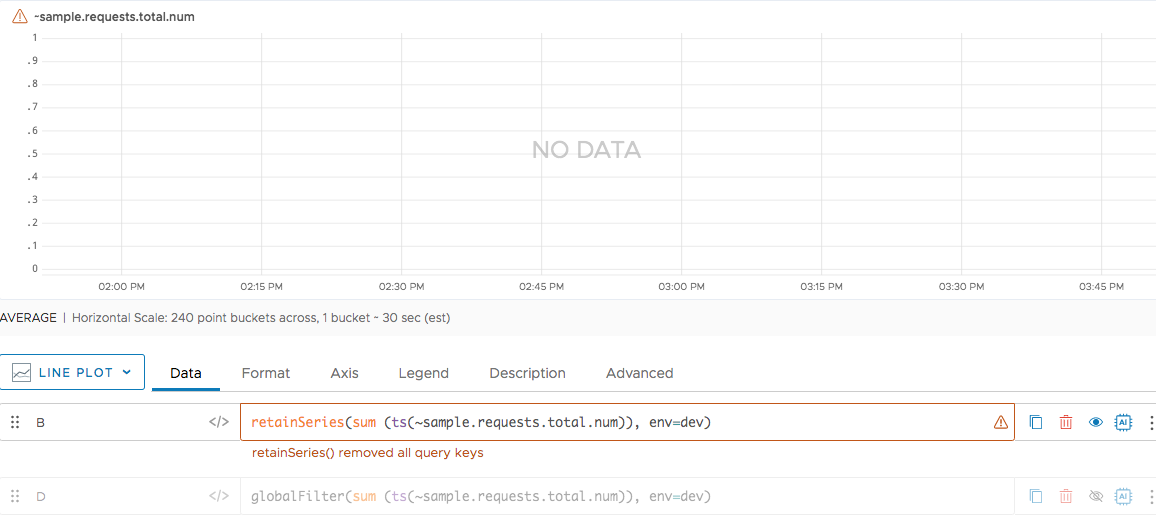 ~sample.requests.total.num
1
.9
.8
.7
.6
.5
.4
.3
.2
.1
0
NO DATA
02:00 PM 02:15 PM 02:30 PM 02:45 PM 03:00 PM 03:15 PM 03:30 PM 03:45 PM
AVERAGE | Horizontal Scale: 240 point buckets across, 1 bucket ~ 30 sec (est)
LINE PLOT Data Format Axis Legend Description Advanced
B </> retainSeries(sum (ts(~sample.requests.total.num)), env=dev) AI
retainSeries() removed all query keys
D </> globalFilter(sum (ts(~sample.requests.total.num)), env=dev) AI